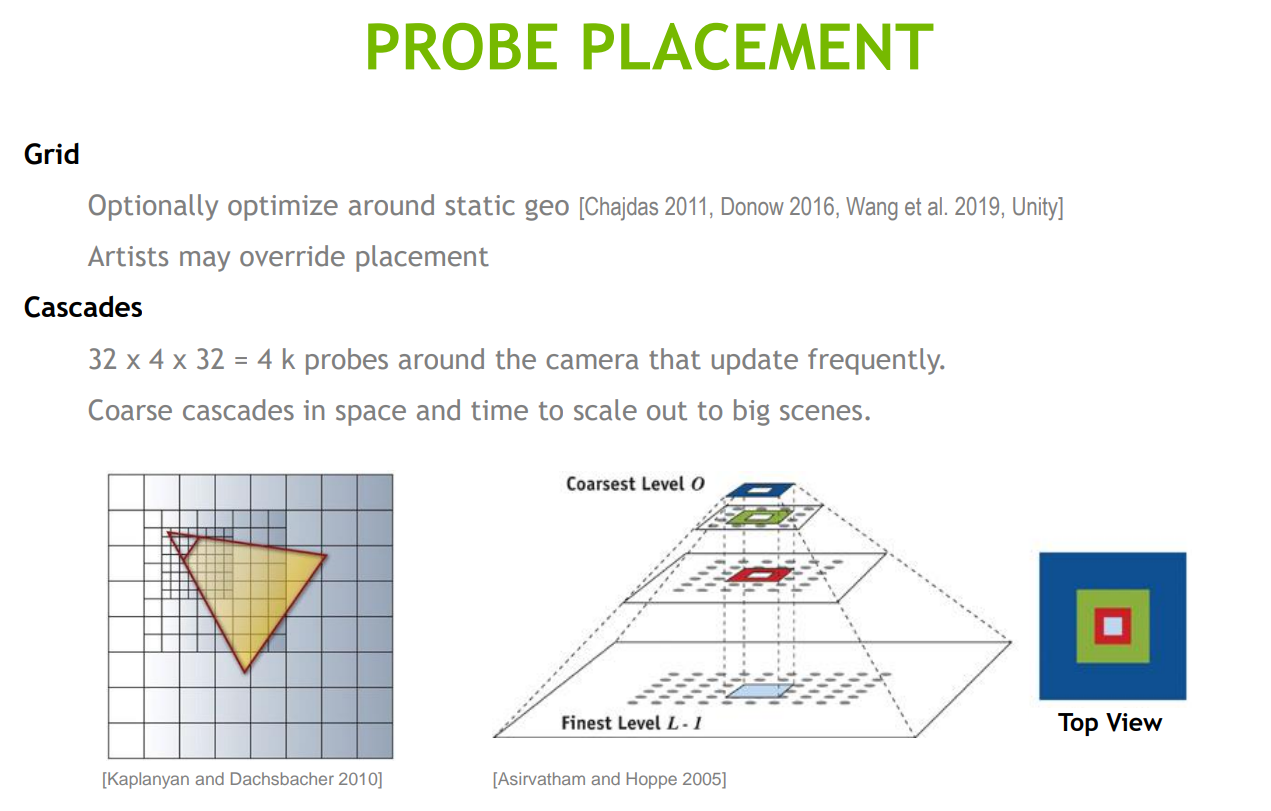 PROBE PLACEMENT
Grid
Optionally optimize around static geo [Chajdas 2011, Donow 2016, Wang et al. 2019, Unity]
Artists may override placement
Cascades
32 x 4 x 32 = 4 k probes around the camera that update frequently.
Coarse cascades in space and time to scale out to big scenes.
Coarsest Level O
Finest Level L - 1
Top View
[Kaplanyan and Dachsbacher 2010]
[Asirvatham and Hoppe 2005]